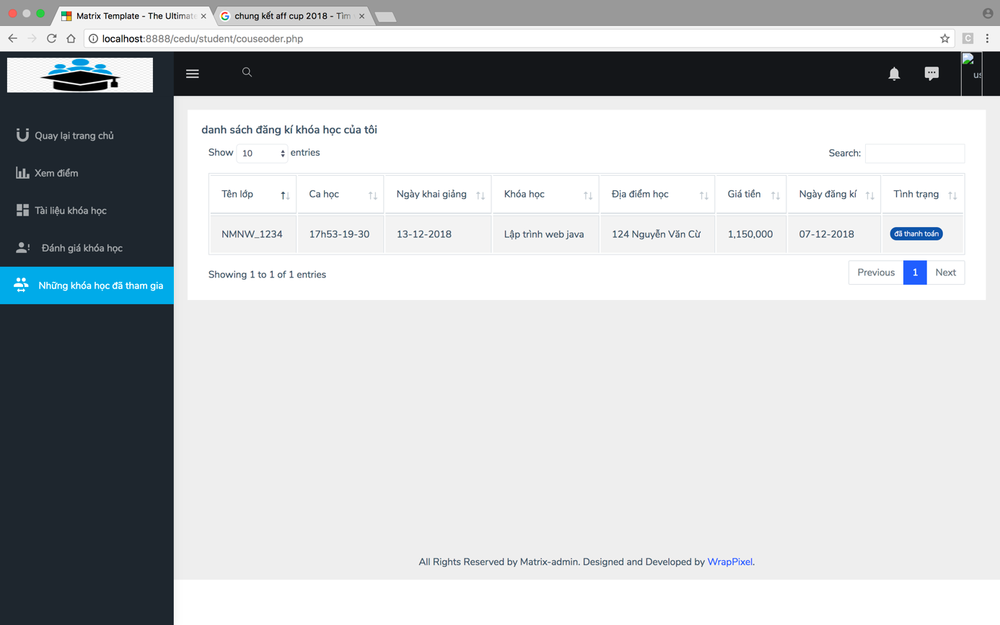 Matrix Template - The Ultimate
chung kết aff cup 2018 - Tìm
localhost:8888/cedu/student/couseoder.php
C
us
Quay lại trang chủ
Xem điểm
Tài liệu khóa học
Đánh giá khóa học
Những khóa học đã tham gia
danh sách đăng kí khóa học của tôi
Show 10 entries
Search:
Tên lớp Ca học Ngày khai giảng Khóa học Địa điểm học Giá tiền Ngày đăng kí Tình trạng
NMNW_1234 17h53-19-30 13-12-2018 Lập trình web java 124 Nguyễn Văn Cừ 1,150,000 07-12-2018 đã thanh toán
Showing 1 to 1 of 1 entries
Previous 1 Next
All Rights Reserved by Matrix-admin. Designed and Developed by WrapPixel.